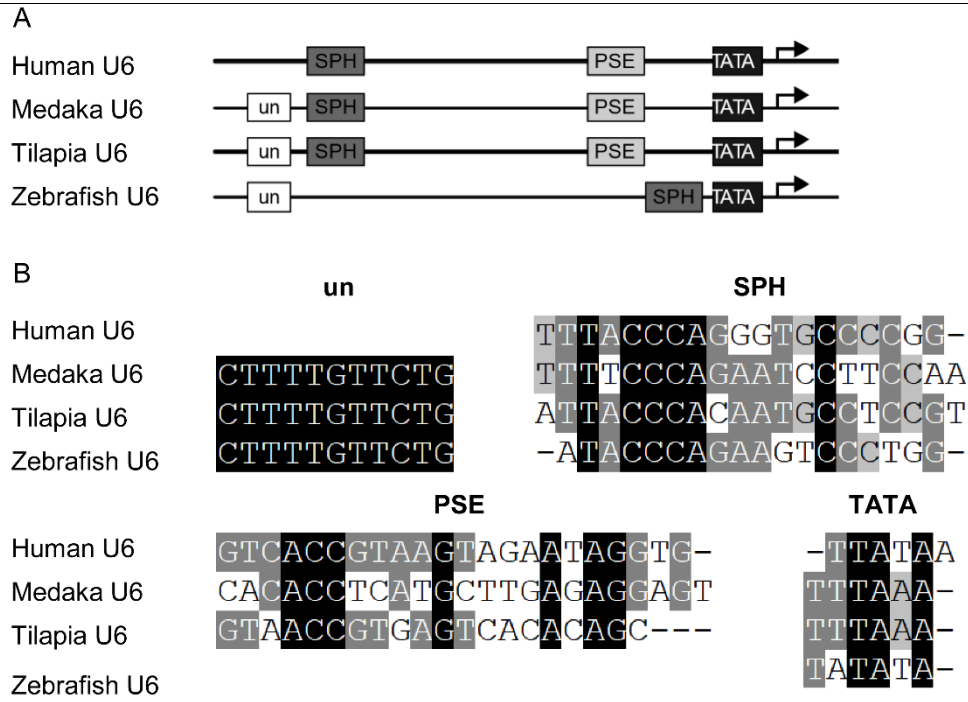 A
Human U6 SPH PSE TATA
Medaka U6 un SPH PSE TATA
Tilapia U6 un SPH PSE TATA
Zebrafish U6 un SPH TATA
B
un SPH
Human U6 TTTACCCAGGGTGCCCCGG-
Medaka U6 CTTTTGTTCTG TTTTCCCAGAATCCTTCCAA
Tilapia U6 CTTTTGTTCTG ATTACCCACAATGCCTCCGT
Zebrafish U6 CTTTTGTTCTG -ATACCCAGAAGTCCCTGG-
PSE TATA
Human U6 GTCACCGTAAGTAGAATAGGTG- -TTATAA
Medaka U6 CACACCTCATGCTTGAGAGGAGT TTTAAA-
Tilapia U6 GTAACCGTGAGTCACACAGC--- TTTAAA-
Zebrafish U6 TATATA-